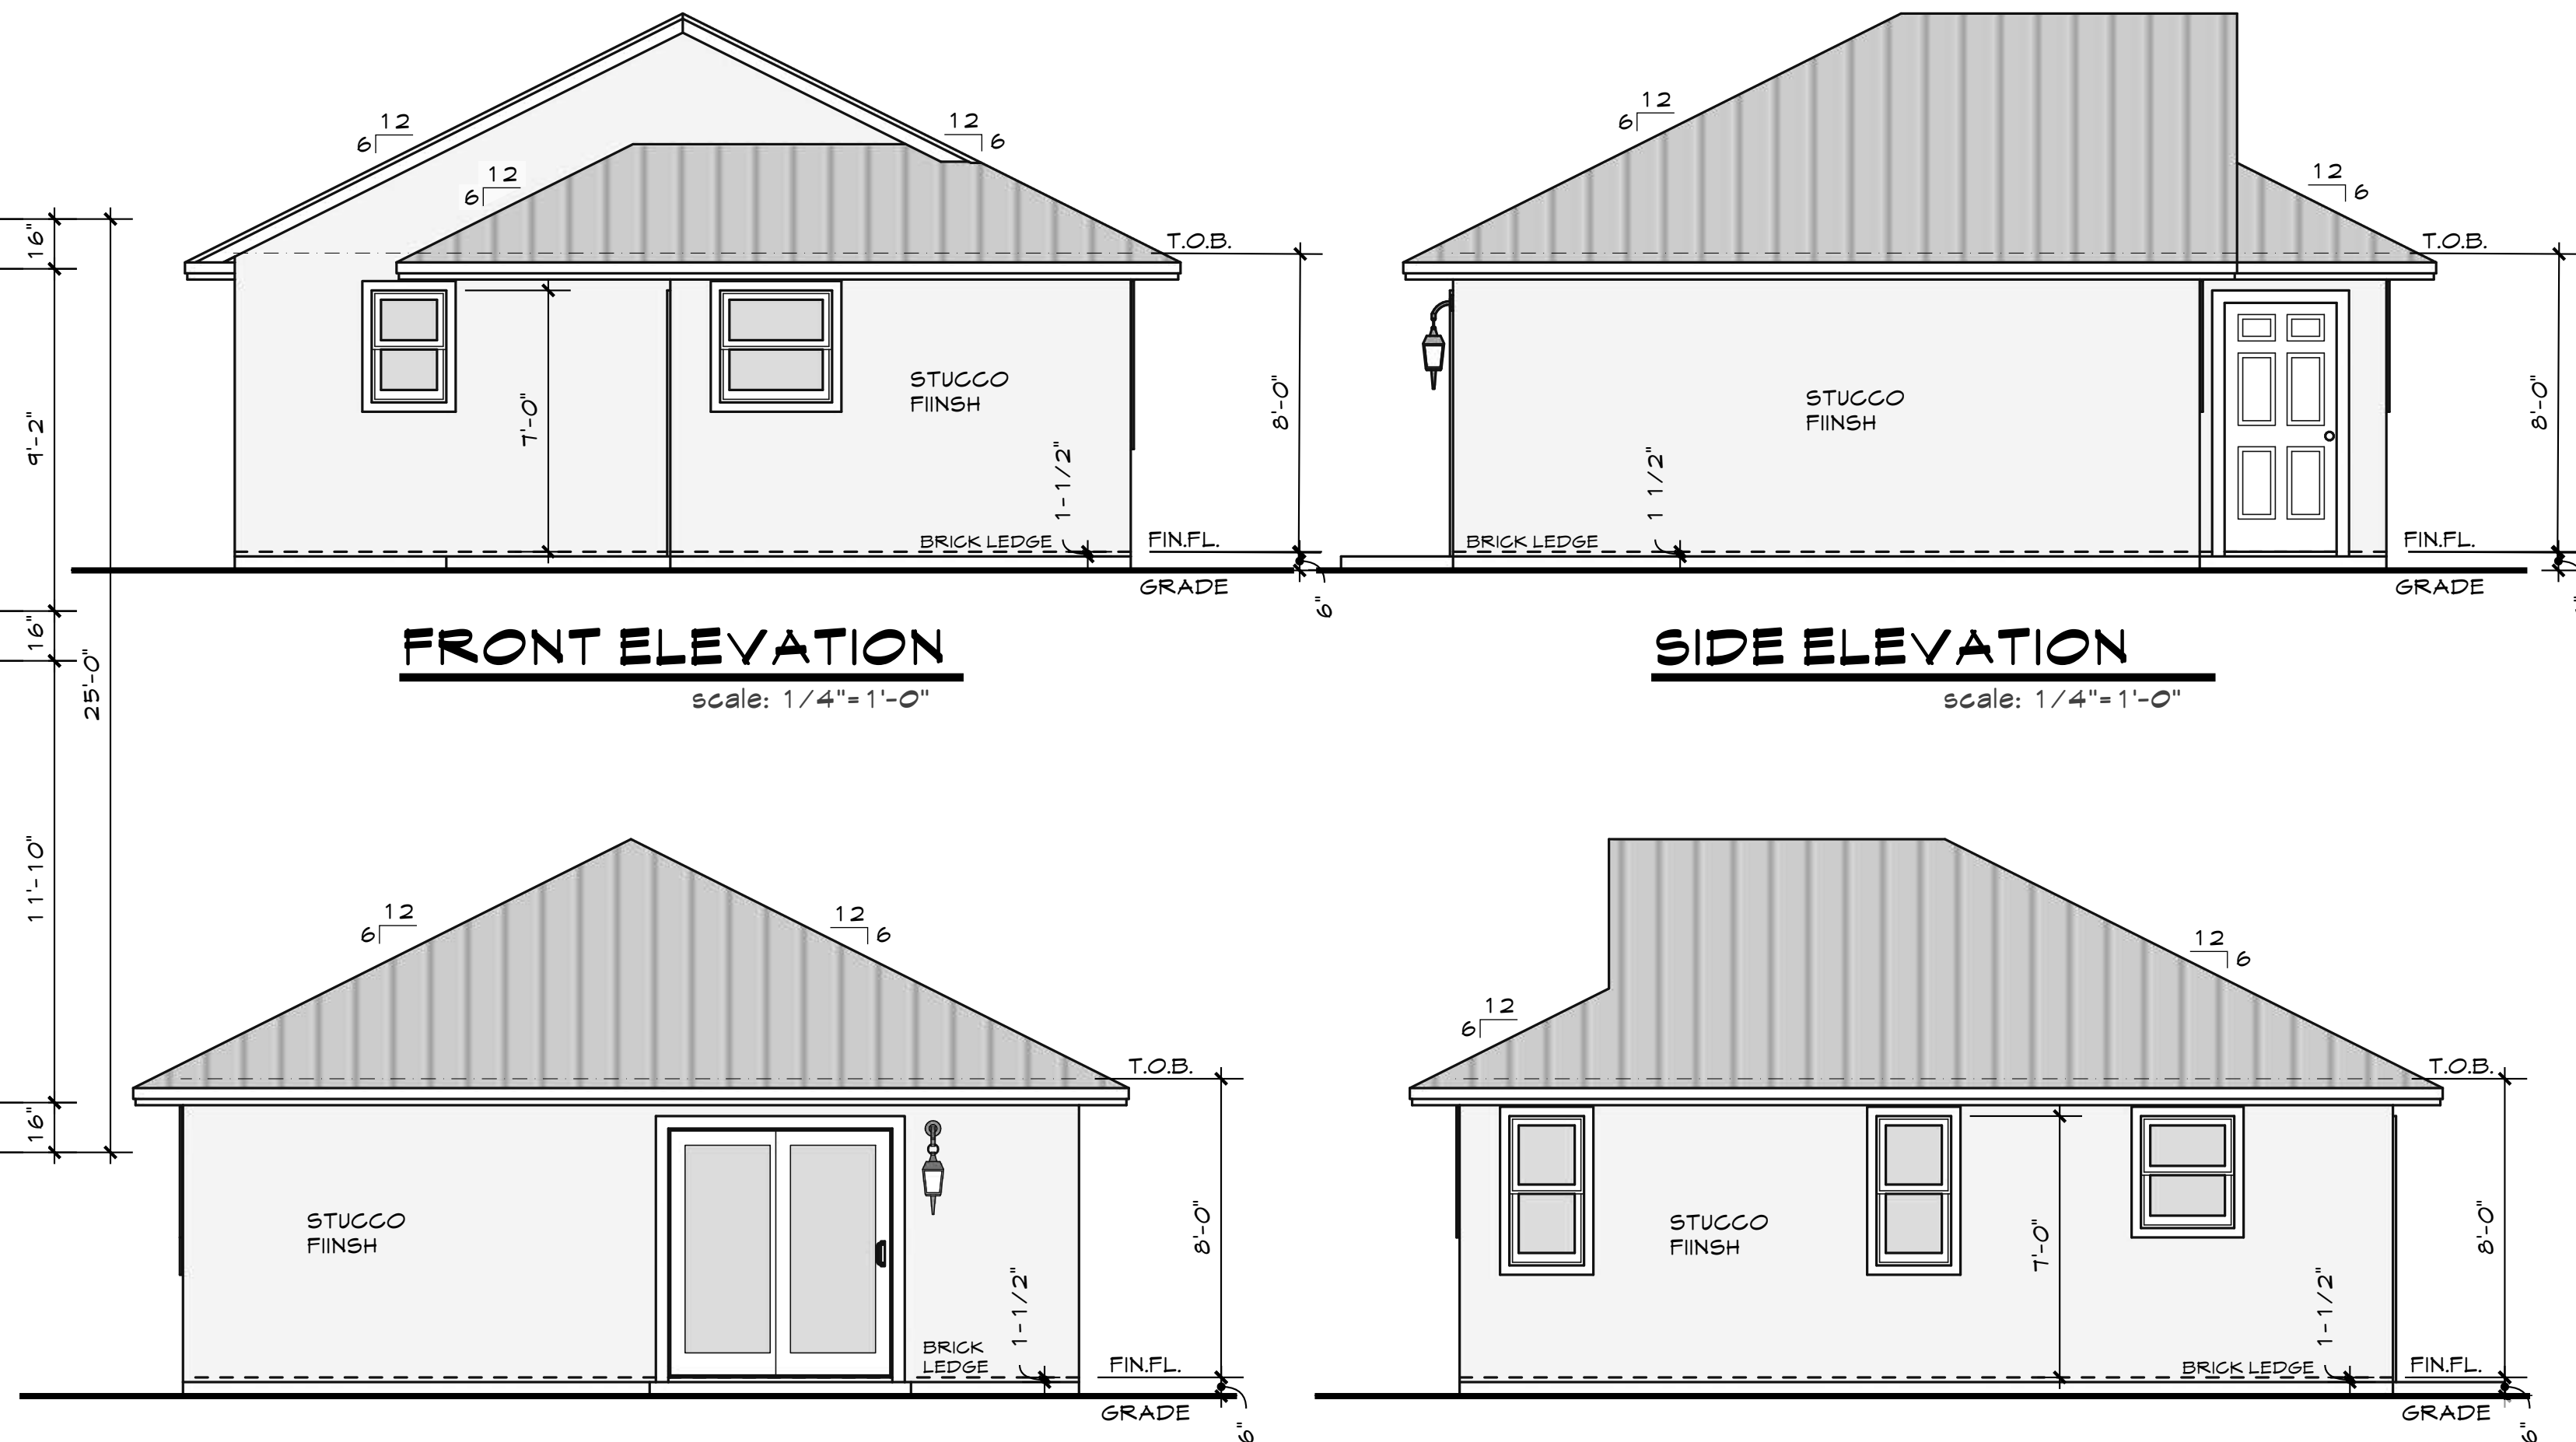 12
6
12
6
12
6
T.O.B.
16"
9'-2"
7'-0"
STUCCO
FIINSH
8'-0"
1-1/2"
BRICK LEDGE
FIN.FL.
GRADE
6"
FRONT ELEVATION
scale: 1/4"=1'-0"
12
6
12
6
T.O.B.
STUCCO
FIINSH
8'-0"
1 1/2"
BRICK LEDGE
FIN.FL.
GRADE
SIDE ELEVATION
scale: 1/4"=1'-0"
16"
25'-0"
11'-10"
16"
12
6
12
6
T.O.B.
STUCCO
FIINSH
8'-0"
1-1/2"
BRICK
LEDGE
FIN.FL.
GRADE
6"
12
6
12
6
T.O.B.
STUCCO
FIINSH
7'-0"
8'-0"
1-1/2"
BRICK LEDGE
FIN.FL.
GRADE
6"